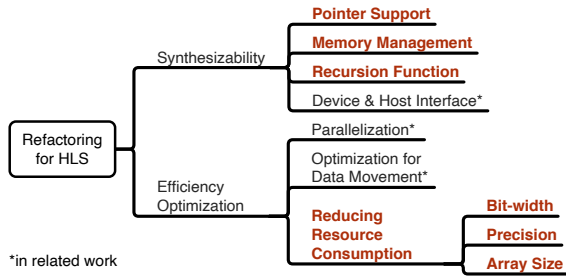 Refactoring
for HLS
Synthesizability
Pointer Support
Memory Management
Recursion Function
Device & Host Interface*
Efficiency
Optimization
Parallelization*
Optimization for
Data Movement*
Reducing
Resource
Consumption
Bit-width
Precision
Array Size
*in related work